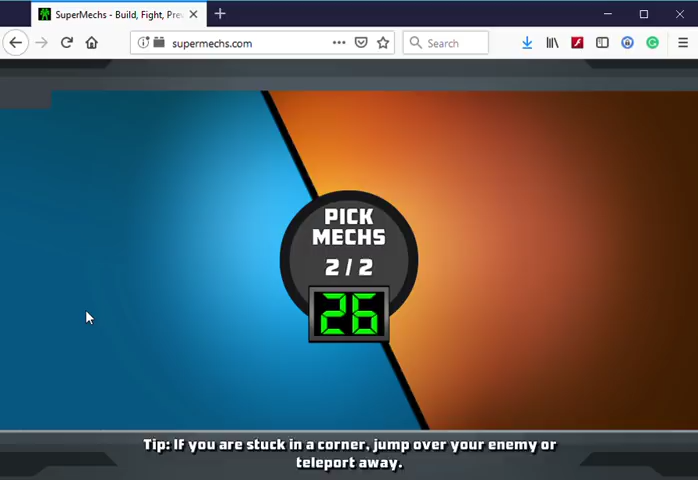 SuperMechs - Build, Fight, Prev
supermechs.com
Search
PICK
MECHS
2 / 2
26
Tip: If you are stuck in a corner, jump over your enemy or
teleport away.